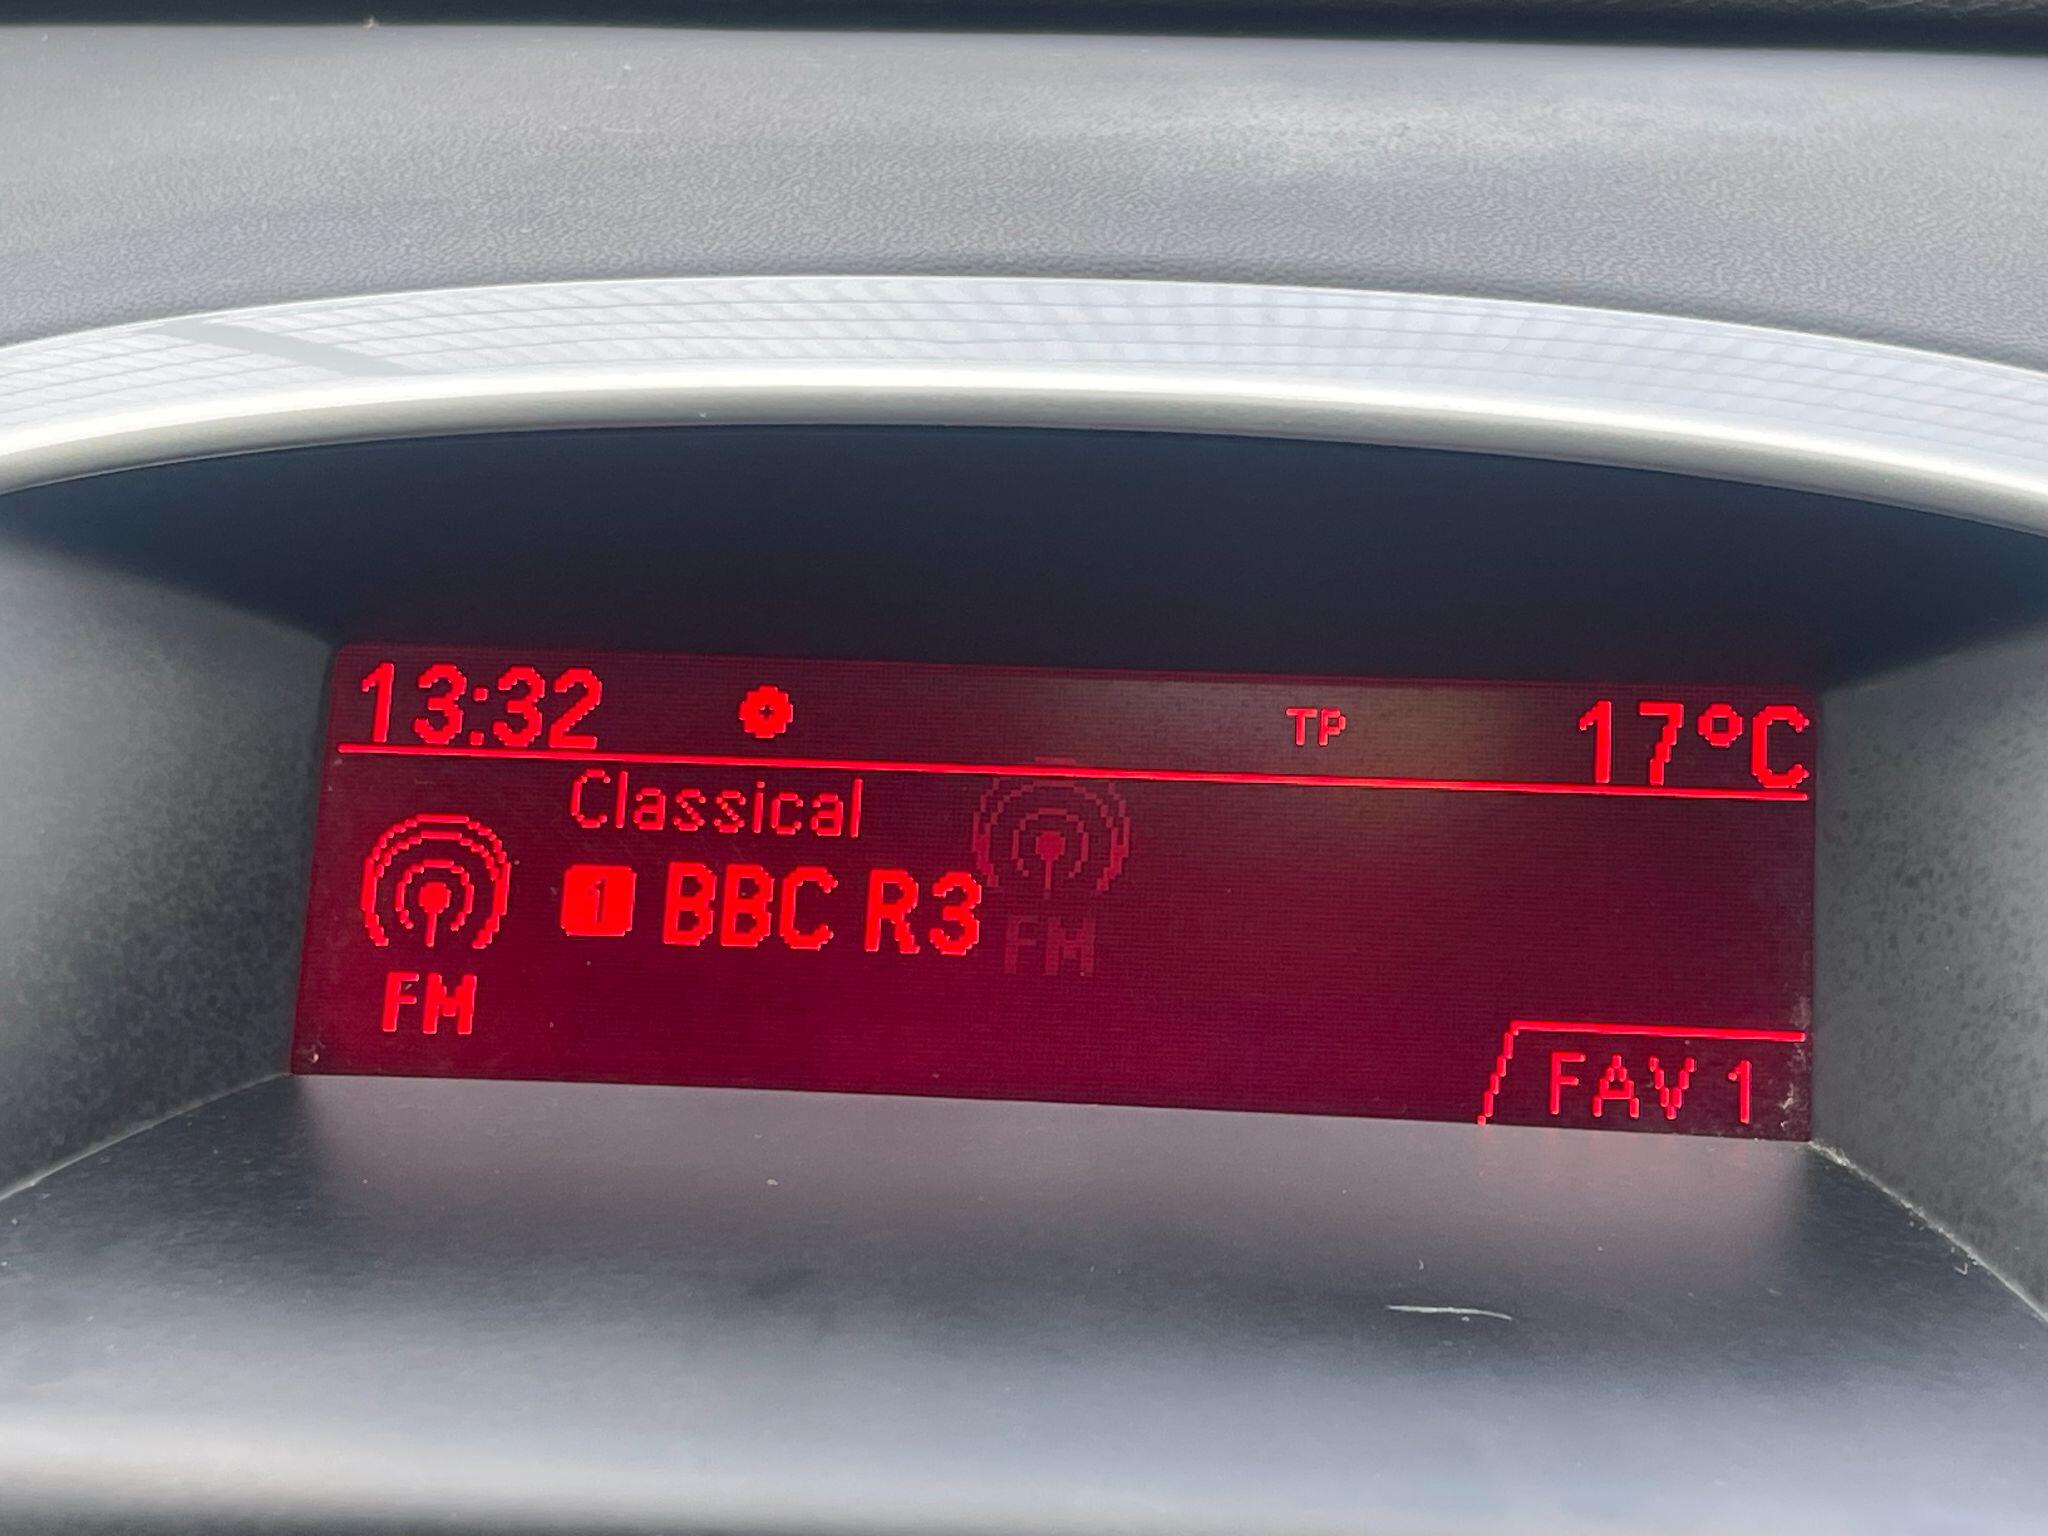 13:32 TP 17°C
Classical
1 BBC R3
FM FM
FAV 1